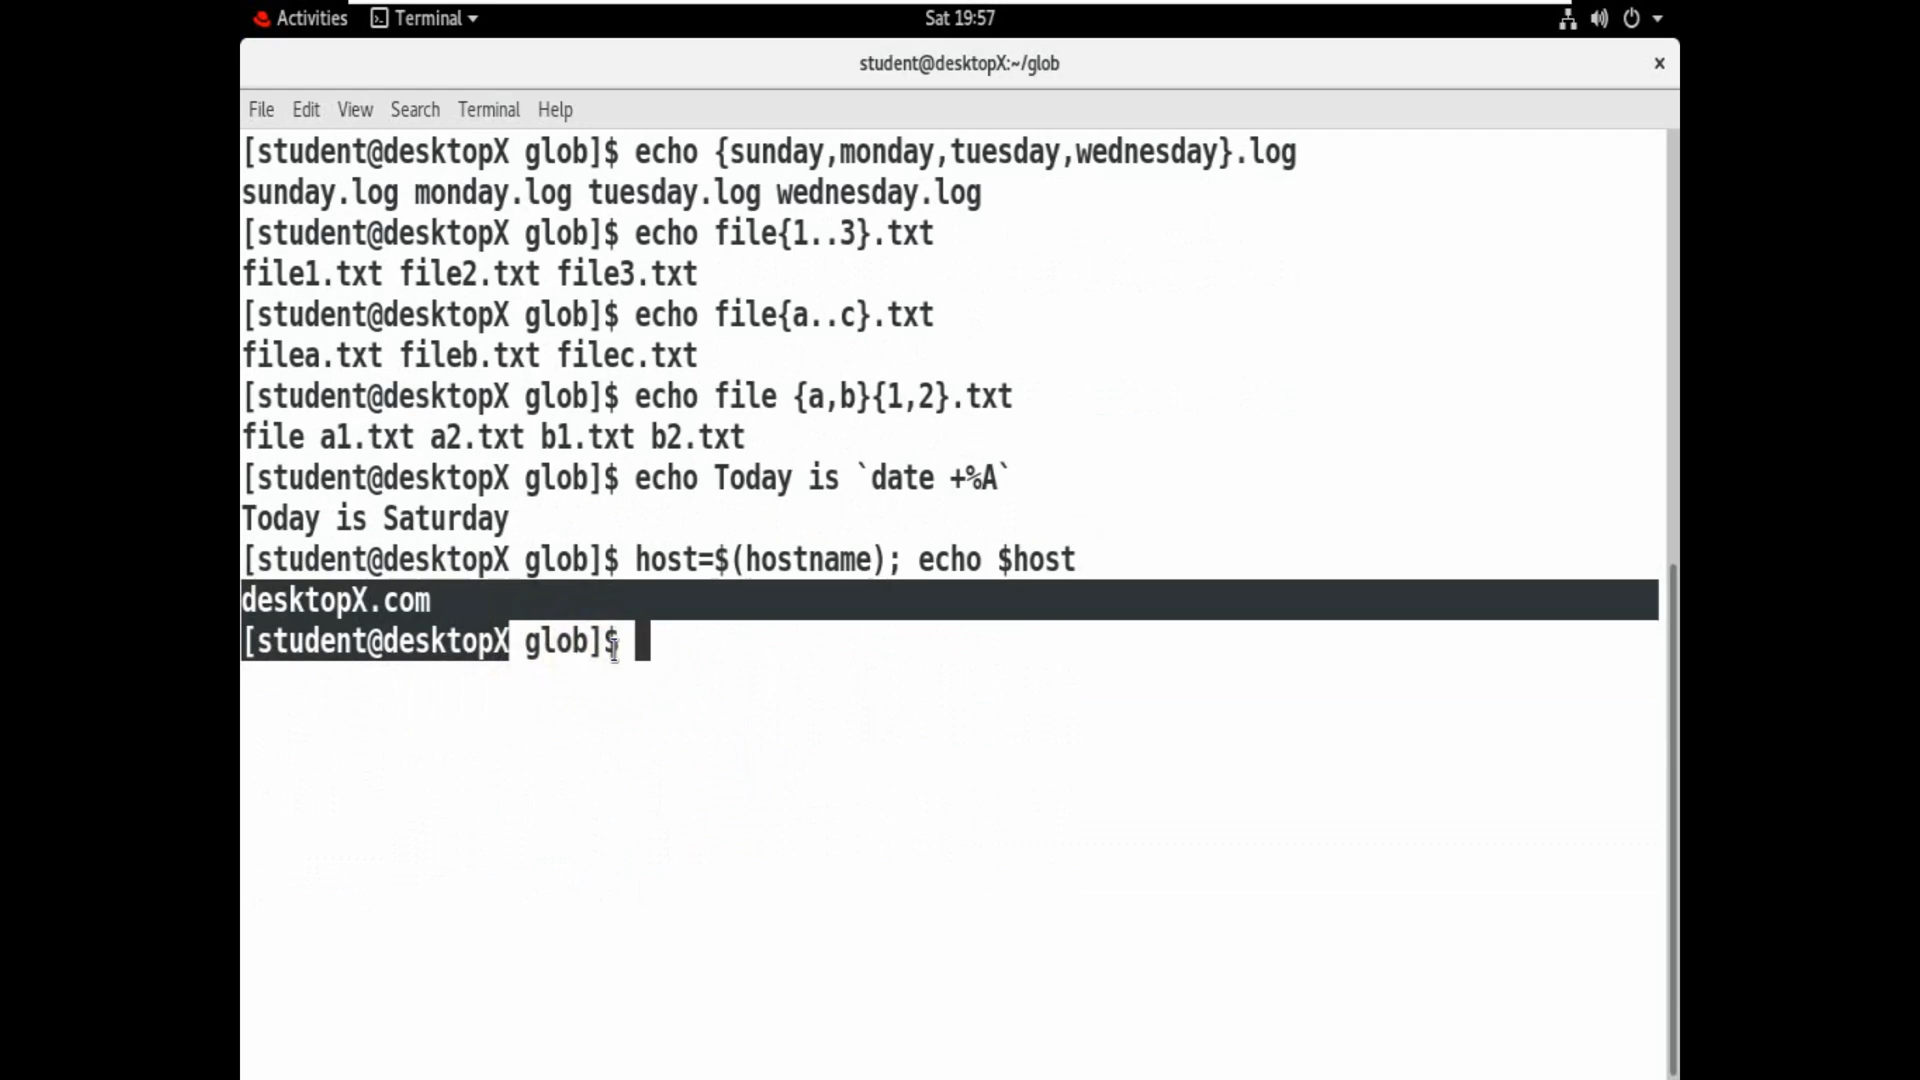 Activities Terminal Sat 19:57
student@desktopX:~/glob x
File Edit View Search Terminal Help
[student@desktopX glob]$ echo {sunday,monday,tuesday,wednesday}.log
sunday.log monday.log tuesday.log wednesday.log
[student@desktopX glob]$ echo file{1..3}.txt
file1.txt file2.txt file3.txt
[student@desktopX glob]$ echo file{a..c}.txt
filea.txt fileb.txt filec.txt
[student@desktopX glob]$ echo file {a,b}{1,2}.txt
file a1.txt a2.txt b1.txt b2.txt
[student@desktopX glob]$ echo Today is `date +%A`
Today is Saturday
[student@desktopX glob]$ host=$(hostname); echo $host
desktopX.com
[student@desktopX glob]$